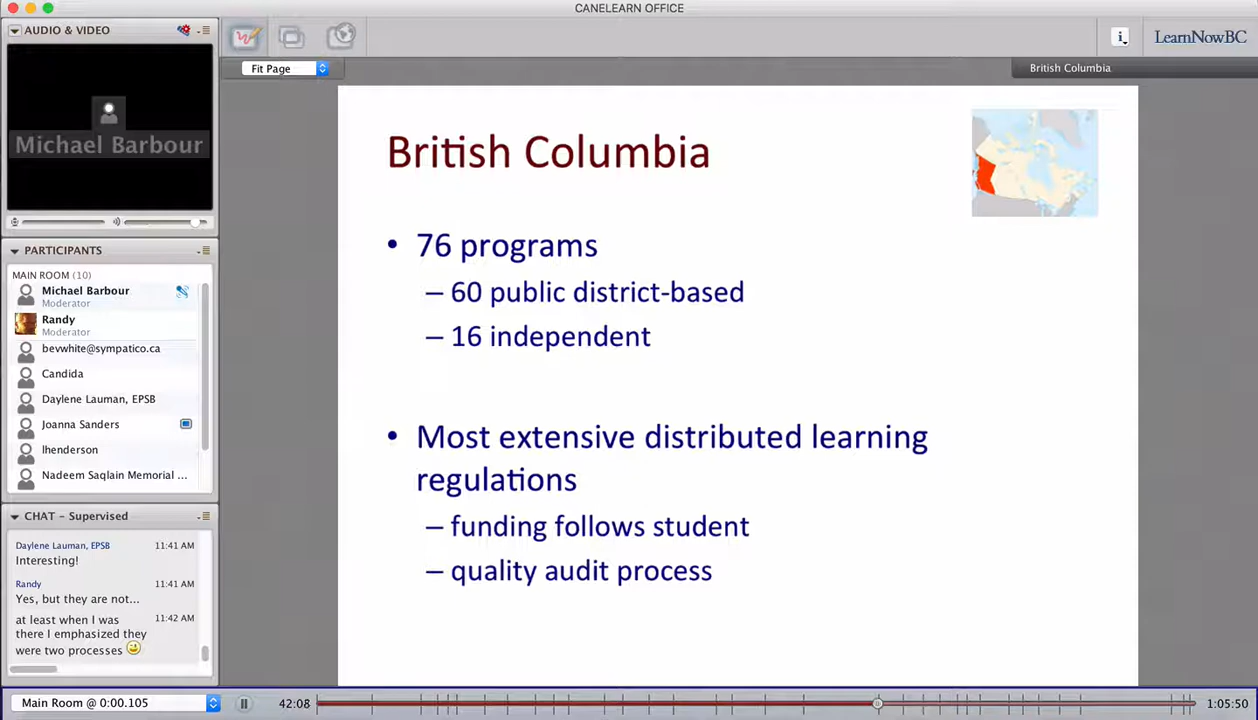 CANELEARN OFFICE
AUDIO & VIDEO
Michael Barbour
PARTICIPANTS
MAIN ROOM (10)
Michael Barbour
Moderator
Randy
Moderator
bevwhite@sympatico.ca
Candida
Daylene Lauman, EPSB
Joanna Sanders
lhenderson
Nadeem Saqlain Memorial ...
CHAT - Supervised
Daylene Lauman, EPSB 11:41 AM
Interesting!
Randy 11:41 AM
Yes, but they are not...
at least when I was 11:42 AM
there I emphasized they
were two processes
Fit Page
i
LearnNowBC
British Columbia
British Columbia
• 76 programs
– 60 public district-based
– 16 independent
• Most extensive distributed learning
regulations
– funding follows student
– quality audit process
Main Room @ 0:00.105
42:08
1:05:50